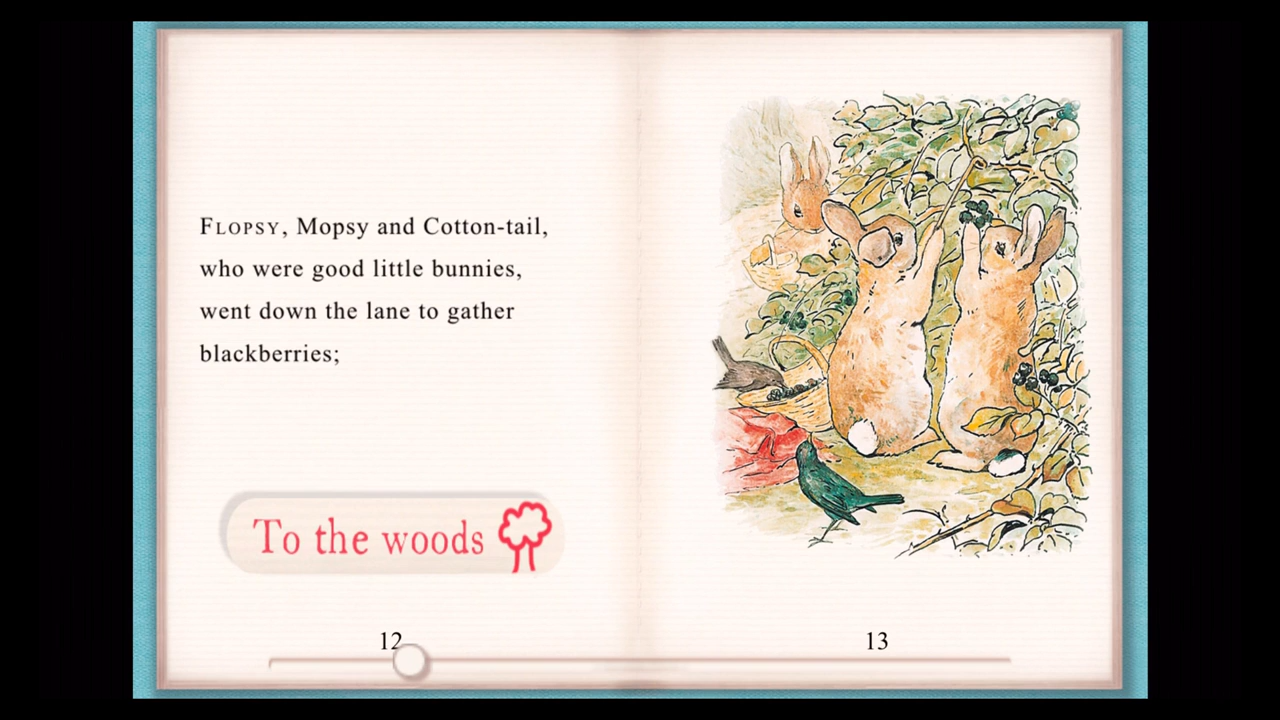 FLOPSY, Mopsy and Cotton-tail,
who were good little bunnies,
went down the lane to gather
blackberries;
To the woods
12
13